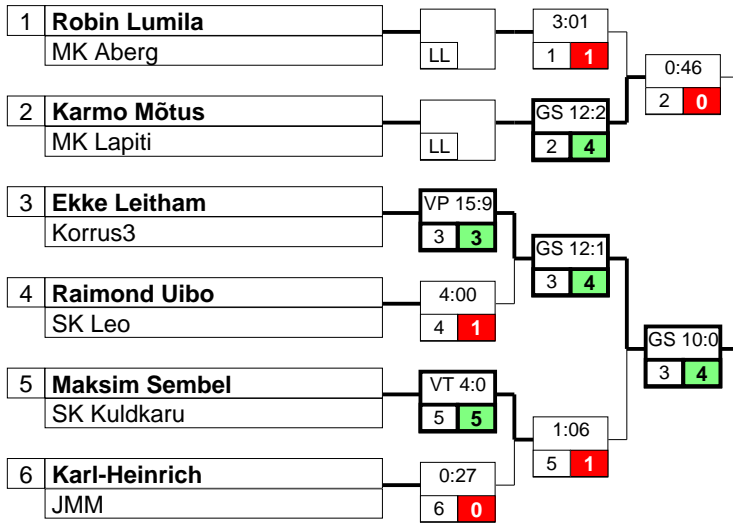 1 Robin Lumila
MK Aberg
LL
3:01
1 1
0:46
2 0
2 Karmo Mõtus
MK Lapiti
LL
GS 12:2
2 4
3 Ekke Leitham
Korrus3
VP 15:9
3 3
GS 12:1
3 4
4 Raimond Uibo
SK Leo
4:00
4 1
GS 10:0
3 4
5 Maksim Sembel
SK Kuldkaru
VT 4:0
5 5
1:06
5 1
6 Karl-Heinrich
JMM
0:27
6 0